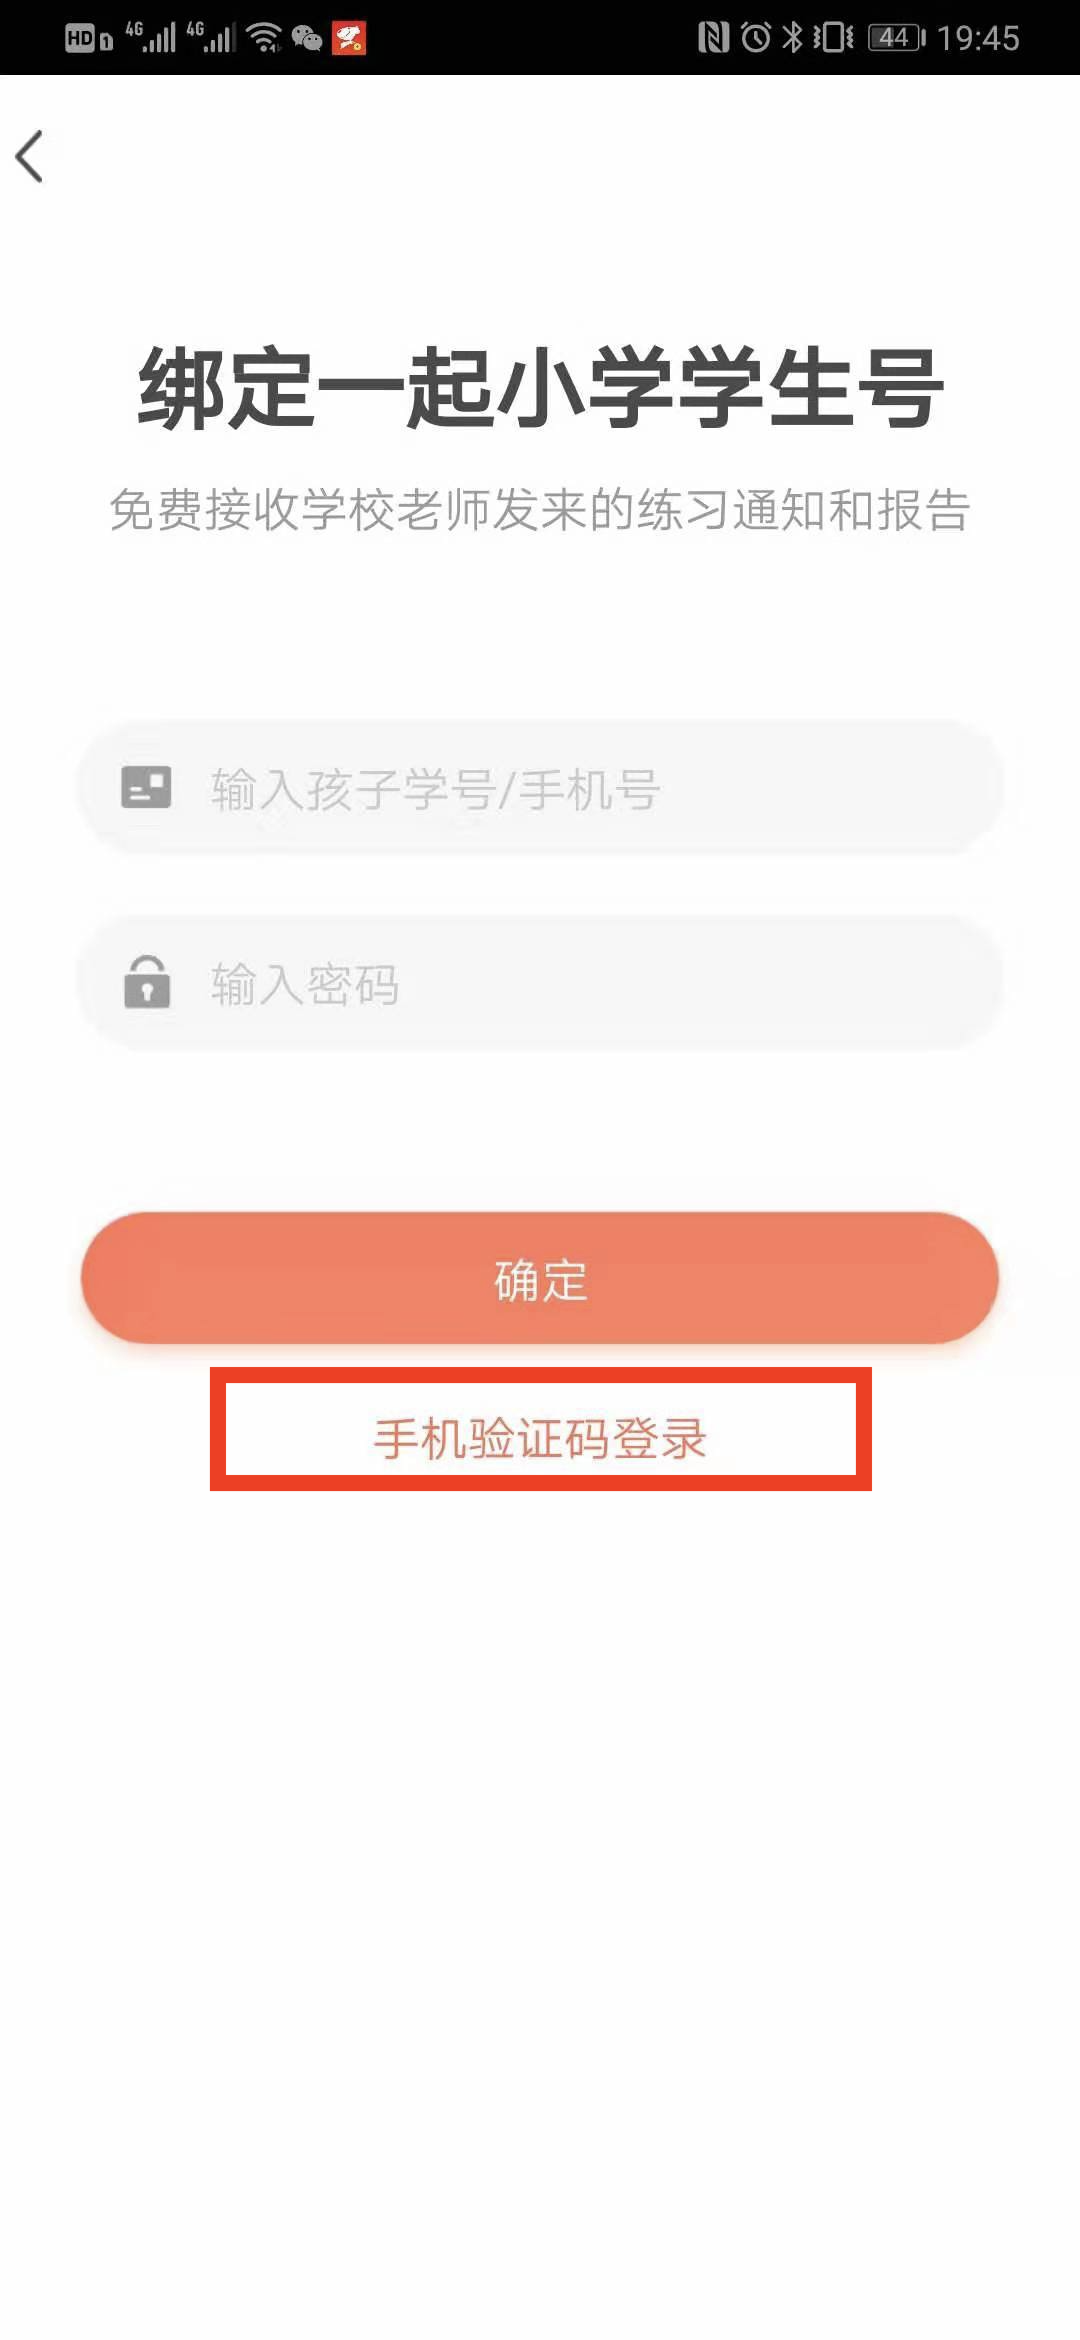 HD 1 4G 4G 44 19:45
绑定一起小学学生号
免费接收学校老师发来的练习通知和报告
输入孩子学号/手机号
输入密码
确定
手机验证码登录